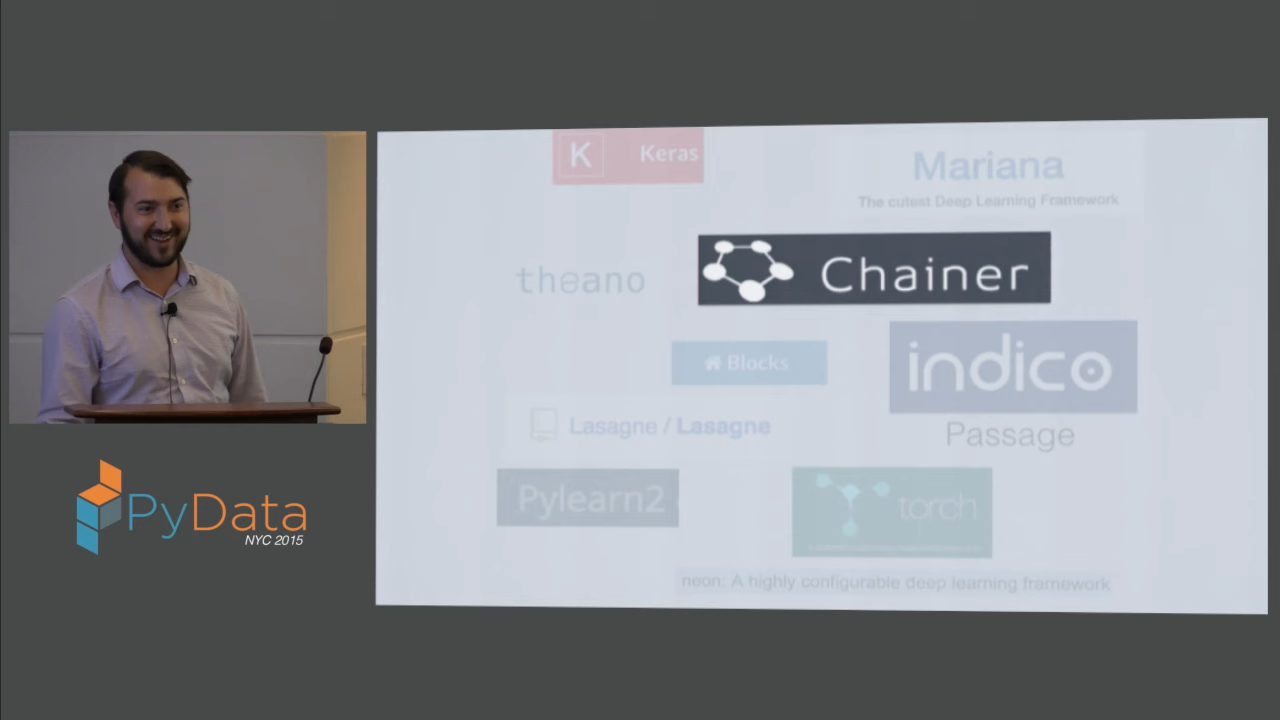 K Keras
Mariana
The cutest Deep Learning Framework
theano
Chainer
Blocks
indico
Passage
Lasagne / Lasagne
Pylearn2
torch
neon: A highly configurable deep learning framework
PyData
NYC 2015